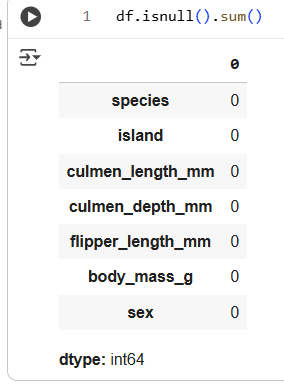 1 df.isnull().sum()
0
species 0
island 0
culmen_length_mm 0
culmen_depth_mm 0
flipper_length_mm 0
body_mass_g 0
sex 0
dtype: int64